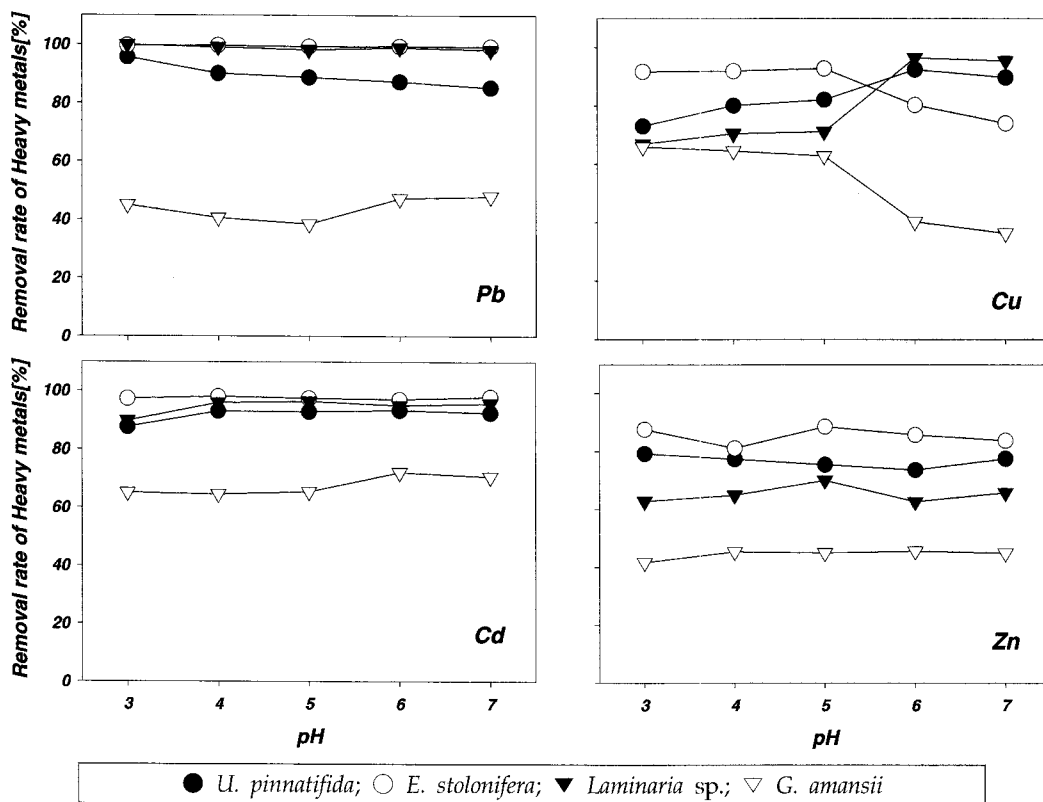 Removal rate of Heavy metals[%]
100
80
60
40
20
0
Pb
Cu
Removal rate of Heavy metals[%]
100
80
60
40
20
0
Cd
Zn
3 4 5 6 7
3 4 5 6 7
pH
pH
U. pinnatifida; E. stolonifera; Laminaria sp.; G. amansii